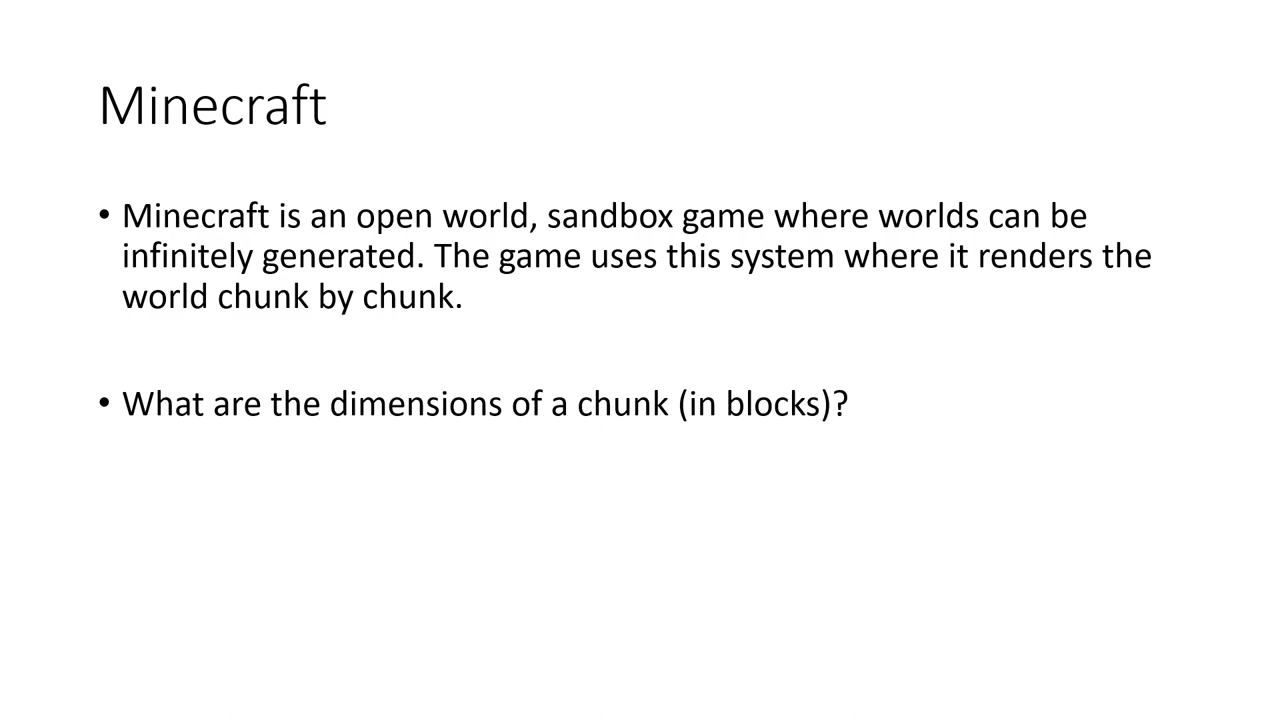 Minecraft
• Minecraft is an open world, sandbox game where worlds can be
infinitely generated. The game uses this system where it renders the
world chunk by chunk.
• What are the dimensions of a chunk (in blocks)?